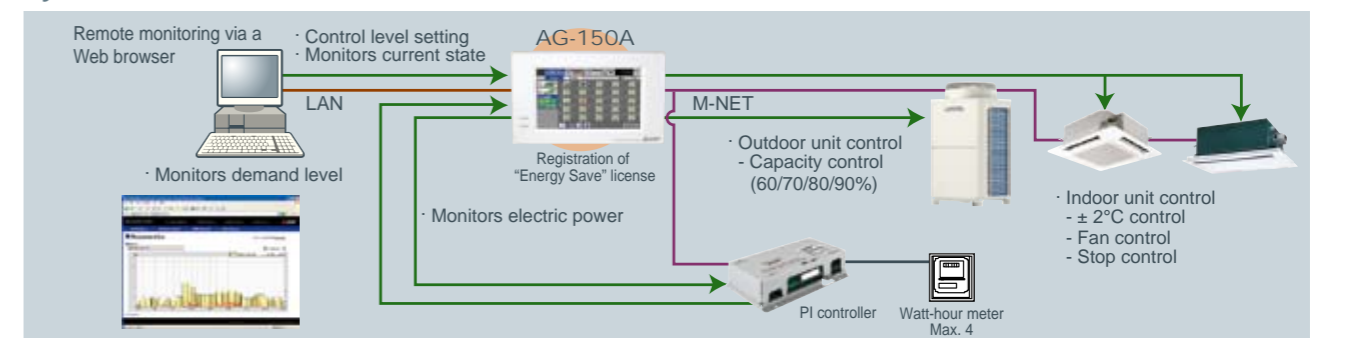 Remote monitoring via a
Web browser
· Control level setting
· Monitors current state
AG-150A
LAN
M-NET
Registration of
“Energy Save” license
· Monitors demand level
· Outdoor unit control
- Capacity control
(60/70/80/90%)
· Monitors electric power
· Indoor unit control
- ± 2°C control
- Fan control
- Stop control
PI controller
Watt-hour meter
Max. 4